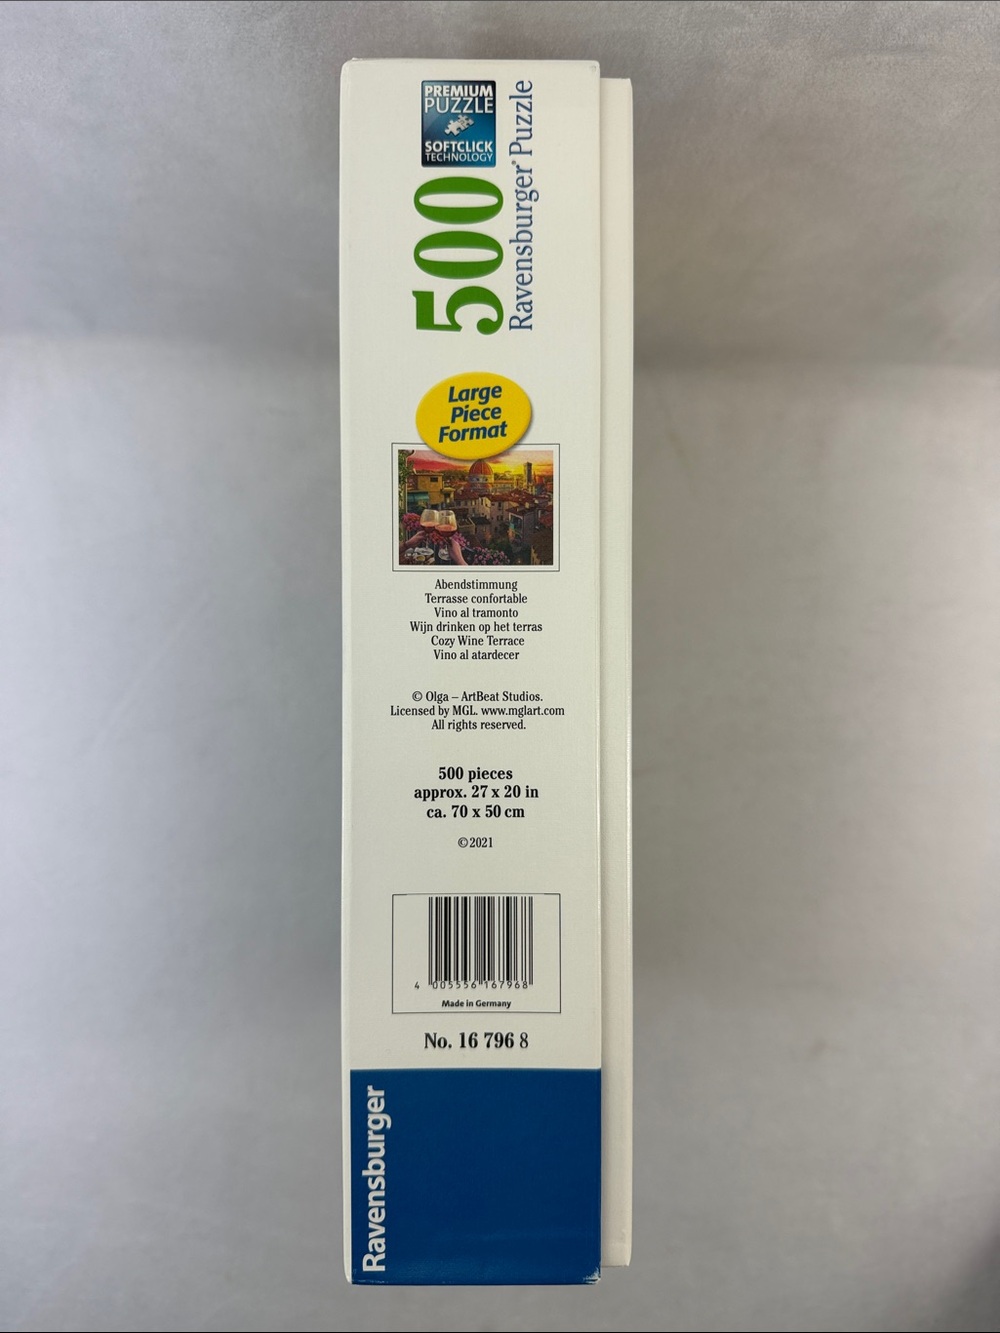 PREMIUM
PUZZLE
SOFTCLICK
TECHNOLOGY
500
Ravensburger® Puzzle
Large
Piece
Format
Abendstimmung
Terrasse confortable
Vino al tramonto
Wijn drinken op het terras
Cozy Wine Terrace
Vino al atardecer
© Olga – ArtBeat Studios.
Licensed by MGL. www.mglart.com
All rights reserved.
500 pieces
approx. 27 x 20 in
ca. 70 x 50 cm
©2021
4 005556 167968
Made in Germany
No. 16 796 8
Ravensburger